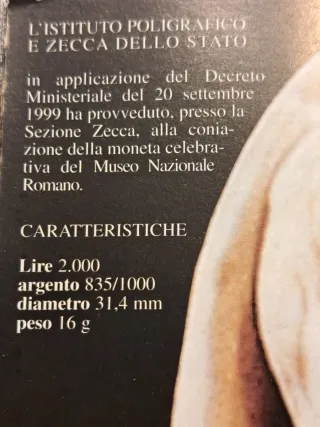 L'ISTITUTO POLIGRAFICO
E ZECCA DELLO STATO
in applicazione del Decreto
Ministeriale del 20 settembre
1999 ha provveduto, presso la
Sezione Zecca, alla conia-
zione della moneta celebra-
tiva del Museo Nazionale
Romano.
CARATTERISTICHE
Lire 2.000
argento 835/1000
diametro 31,4 mm
peso 16 g